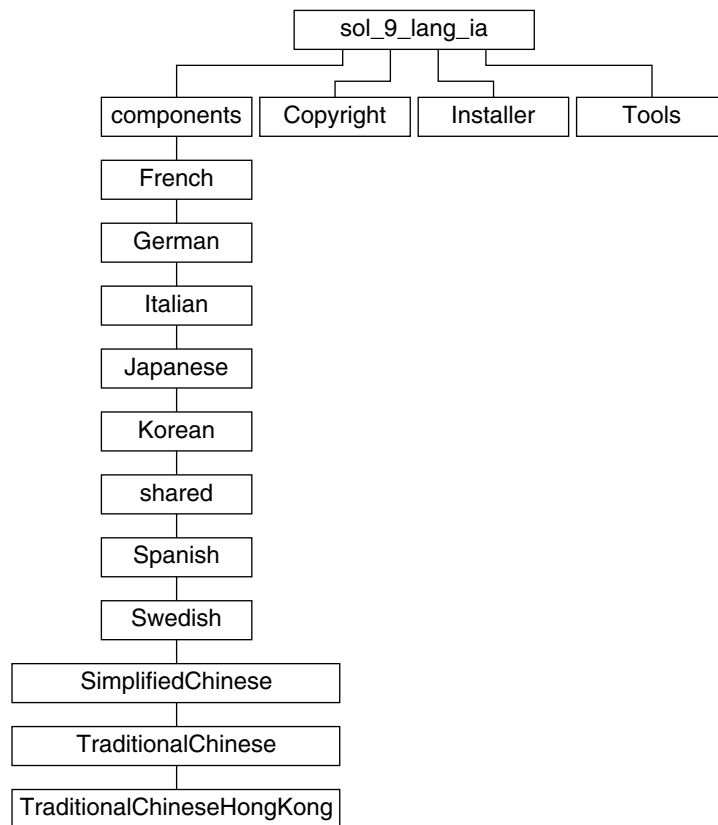 sol_9_lang_ia
components
Copyright
Installer
Tools
French
German
Italian
Japanese
Korean
shared
Spanish
Swedish
SimplifiedChinese
TraditionalChinese
TraditionalChineseHongKong